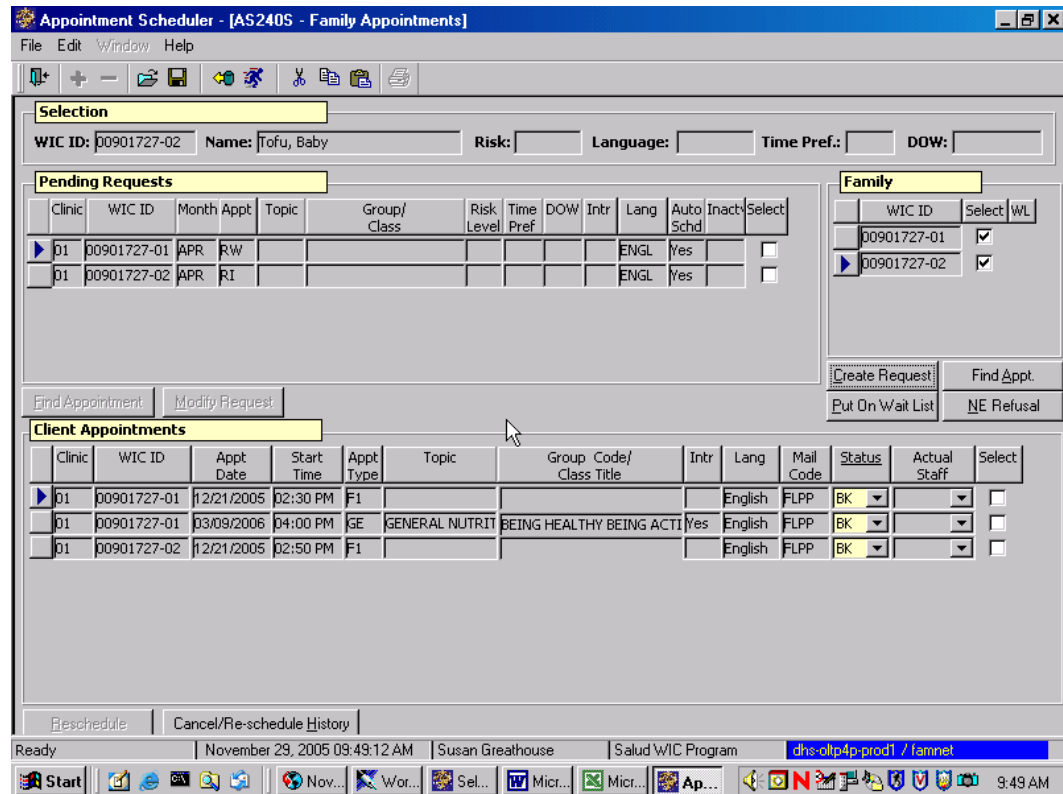 Appointment Scheduler - [AS240S - Family Appointments]
File Edit Window Help
Selection
WIC ID: 00901727-02 Name: Tofu, Baby Risk: Language: Time Pref.: DOW:
Pending Requests
Clinic WIC ID Month Appt Topic Group/ Class Risk Level Time Pref DOW Intr Lang Auto Schd Inactv Select
01 00901727-01 APR RW ENGL Yes
01 00901727-02 APR RI ENGL Yes
Family
WIC ID Select WL
00901727-01
00901727-02
Create Request Find Appt.
Find Appointment Modify Request Put On Wait List NE Refusal
Client Appointments
Clinic WIC ID Appt Date Start Time Appt Type Topic Group Code/ Class Title Intr Lang Mail Code Status Actual Staff Select
01 00901727-01 12/21/2005 02:30 PM F1 English FLPP BK
01 00901727-01 03/09/2006 04:00 PM GE GENERAL NUTRIT BEING HEALTHY BEING ACTI Yes English FLPP BK
01 00901727-02 12/21/2005 02:50 PM F1 English FLPP BK
Reschedule Cancel/Re-schedule History
Ready November 29, 2005 09:49:12 AM Susan Greathouse Salud WIC Program dhs-oltp4p-prod1 / famnet
Start Nov... Wor... Sel... Micr... Micr... Ap... 9:49 AM